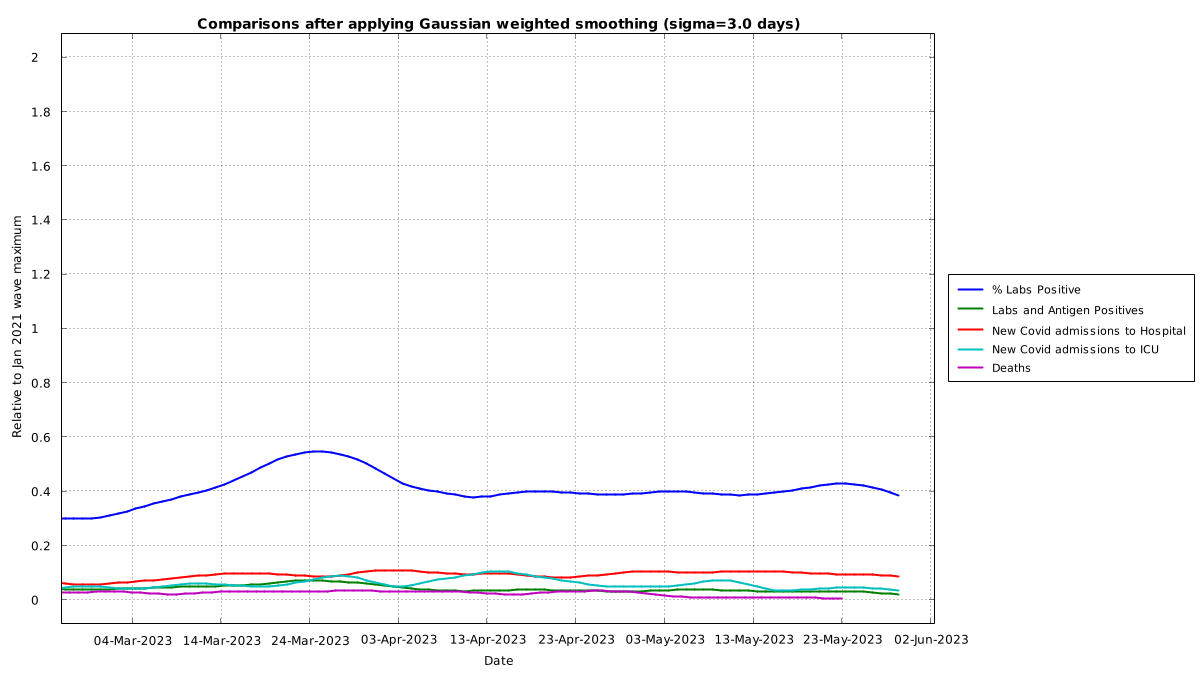 Comparisons after applying Gaussian weighted smoothing (sigma=3.0 days)
Relative to Jan 2021 wave maximum
2
1.8
1.6
1.4
1.2
1
0.8
0.6
0.4
0.2
0
04-Mar-2023 14-Mar-2023 24-Mar-2023 03-Apr-2023 13-Apr-2023 23-Apr-2023 03-May-2023 13-May-2023 23-May-2023 02-Jun-2023
Date
% Labs Positive
Labs and Antigen Positives
New Covid admissions to Hospital
New Covid admissions to ICU
Deaths